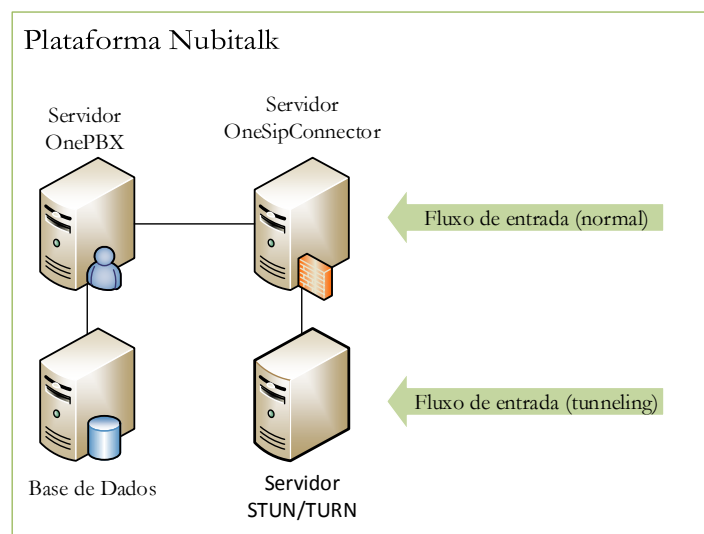 Plataforma Nubitalk
Servidor
OnePBX
Servidor
OneSipConnector
Fluxo de entrada (normal)
Fluxo de entrada (tunneling)
Base de Dados
Servidor
STUN/TURN